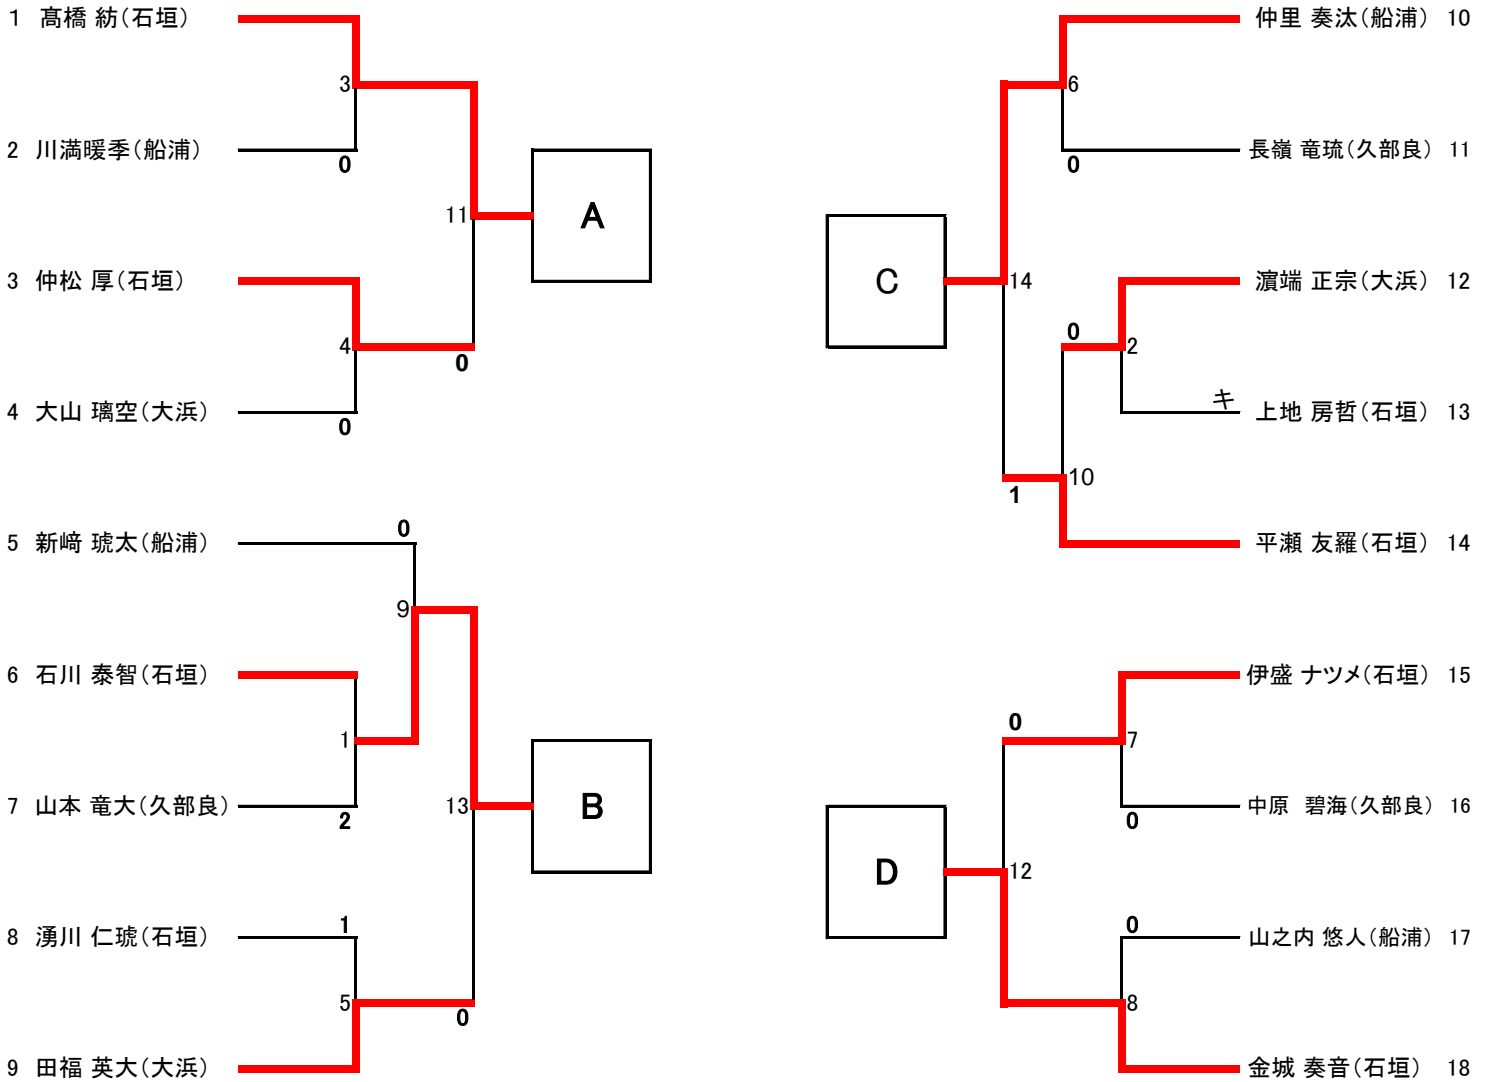 1 髙橋 紡(石垣)
3
2 川満暖季(船浦)
0
11
A
3 仲松 厚(石垣)
4
0
4 大山 璃空(大浜)
0
5 新﨑 琥太(船浦)
0
9
6 石川 泰智(石垣)
1
7 山本 竜大(久部良)
2
13
B
8 湧川 仁琥(石垣)
1
5
0
9 田福 英大(大浜)
仲里 奏汰(船浦) 10
6
長嶺 竜琉(久部良) 11
0
C
14
濵端 正宗(大浜) 12
0
2
キ
上地 房哲(石垣) 13
10
1
平瀬 友羅(石垣) 14
伊盛 ナツメ(石垣) 15
0
7
中原 碧海(久部良) 16
0
D
12
0
山之内 悠人(船浦) 17
8
金城 奏音(石垣) 18